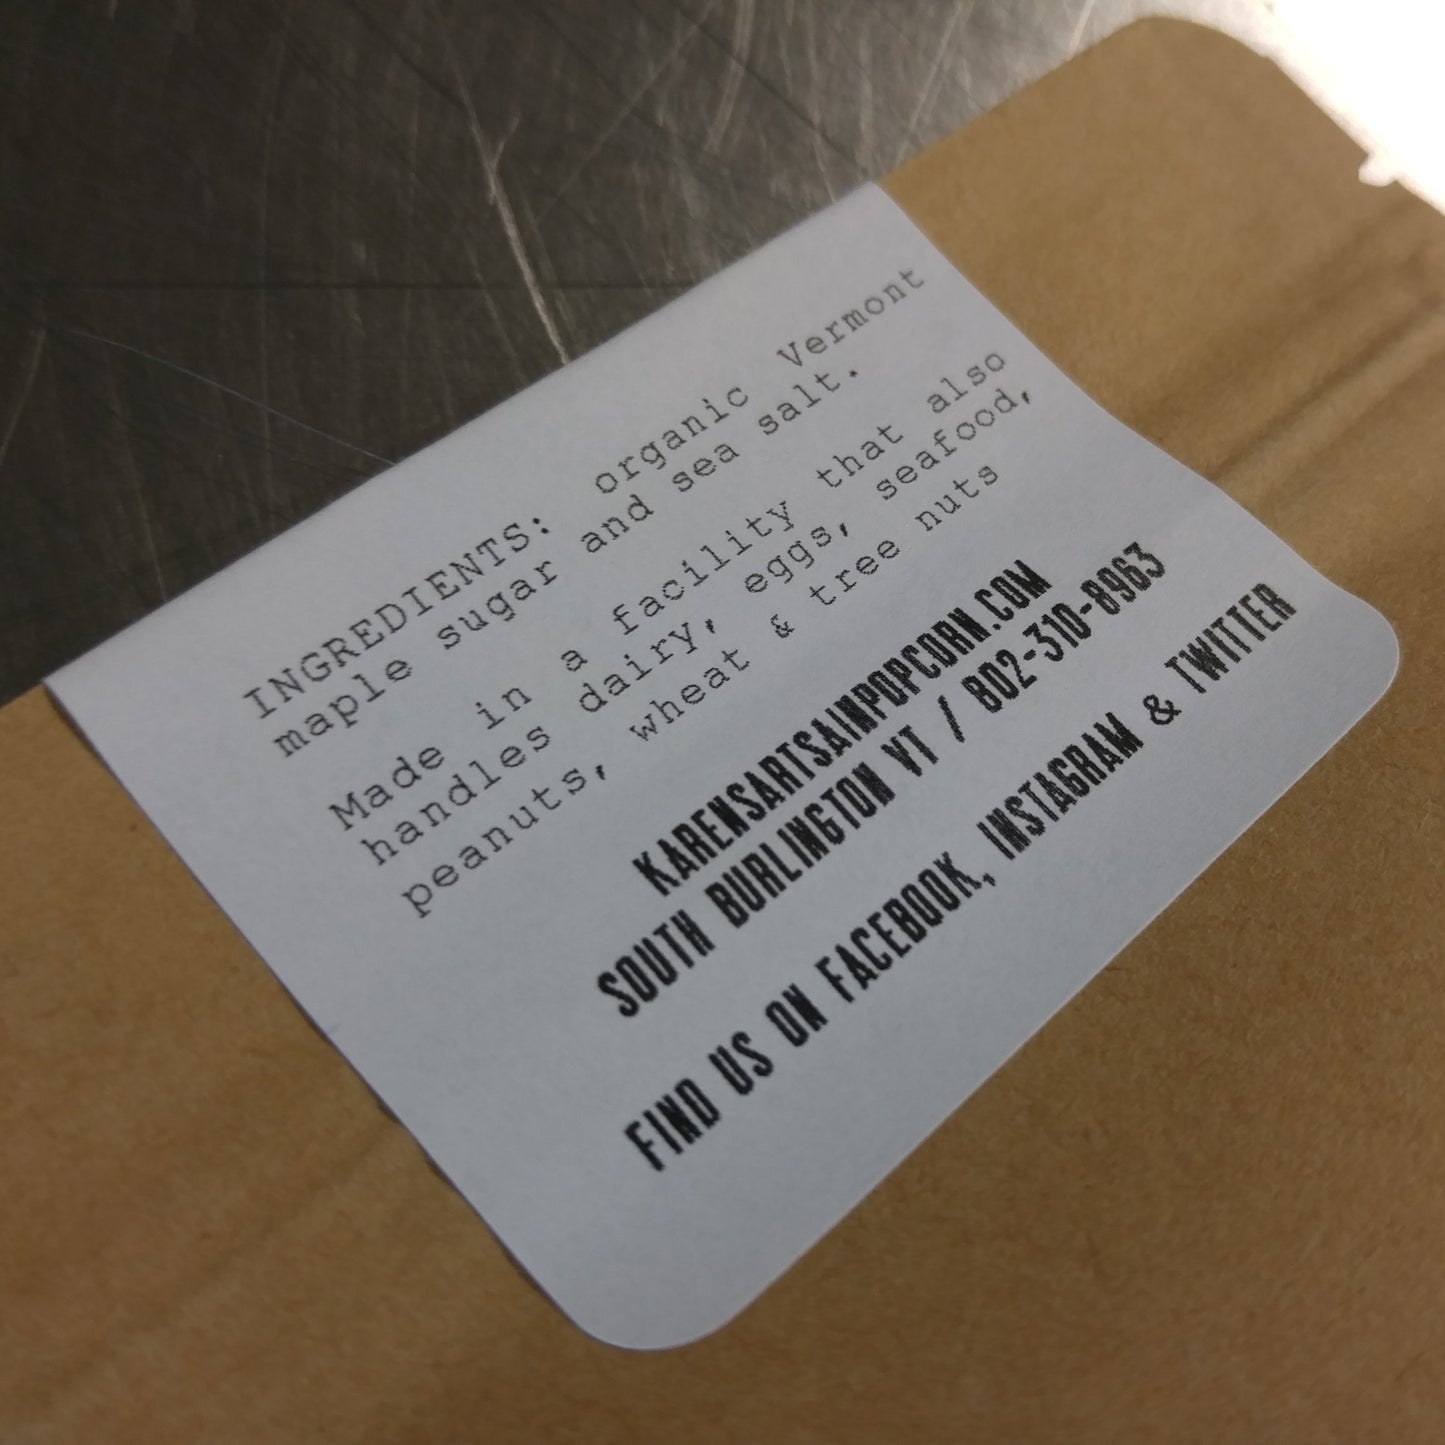 INGREDIENTS: organic Vermont
maple sugar and sea salt.
Made in a facility that also
handles dairy, eggs, seafood,
peanuts, wheat & tree nuts
KARENSARTSAINPOPCORN.COM
SOUTH BURLINGTON VT / 802-310-8963
FIND US ON FACEBOOK, INSTAGRAM & TWITTER